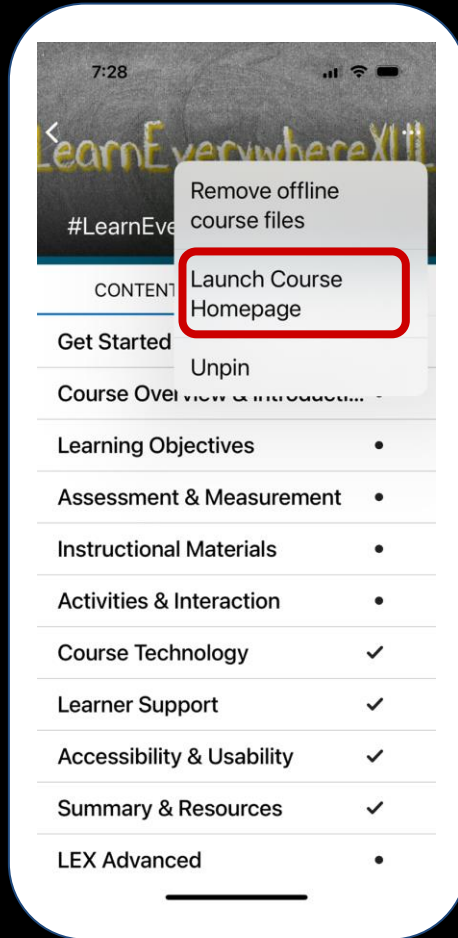 7:28
LearnEverywhereXUL
#LearnEve
Remove offline
course files
Launch Course
Homepage
Unpin
CONTENT
Get Started
Course Overview & Introducti...
Learning Objectives
Assessment & Measurement
Instructional Materials
Activities & Interaction
Course Technology
Learner Support
Accessibility & Usability
Summary & Resources
LEX Advanced